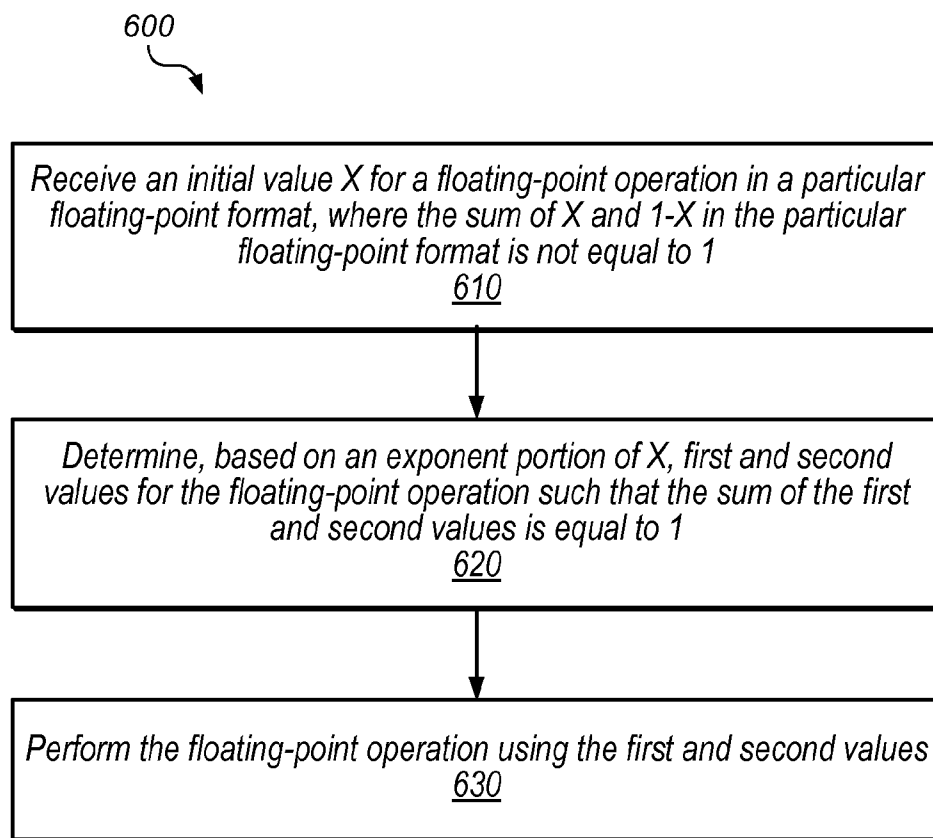 600
Receive an initial value X for a floating-point operation in a particular
floating-point format, where the sum of X and 1-X in the particular
floating-point format is not equal to 1
610
Determine, based on an exponent portion of X, first and second
values for the floating-point operation such that the sum of the first
and second values is equal to 1
620
Perform the floating-point operation using the first and second values
630